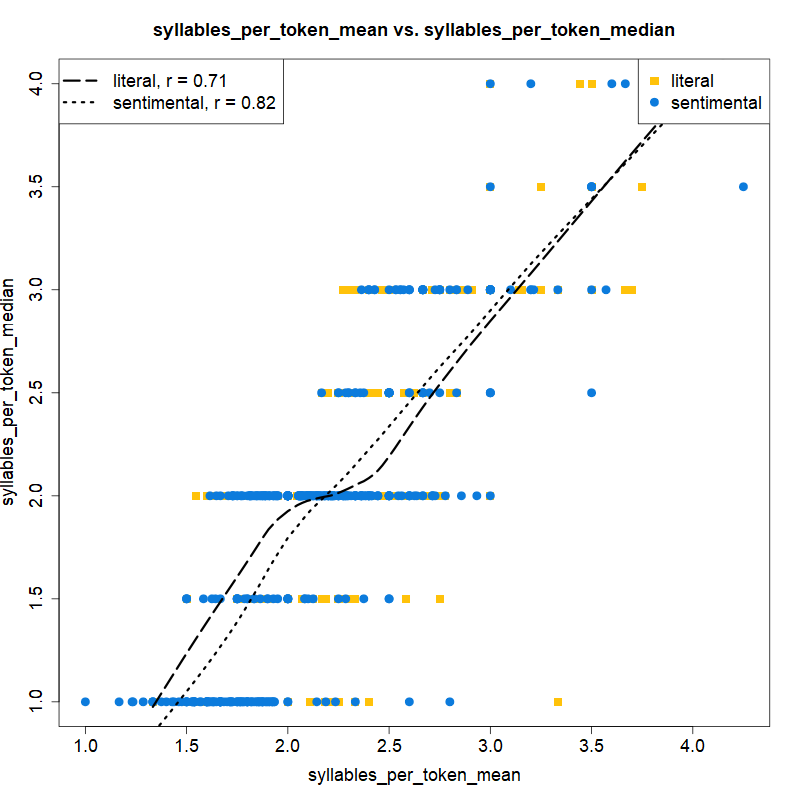 syllables_per_token_mean vs. syllables_per_token_median
literal, r = 0.71
sentimental, r = 0.82
literal
sentimental
syllables_per_token_median
4.0
3.5
3.0
2.5
2.0
1.5
1.0
1.0 1.5 2.0 2.5 3.0 3.5 4.0
syllables_per_token_mean